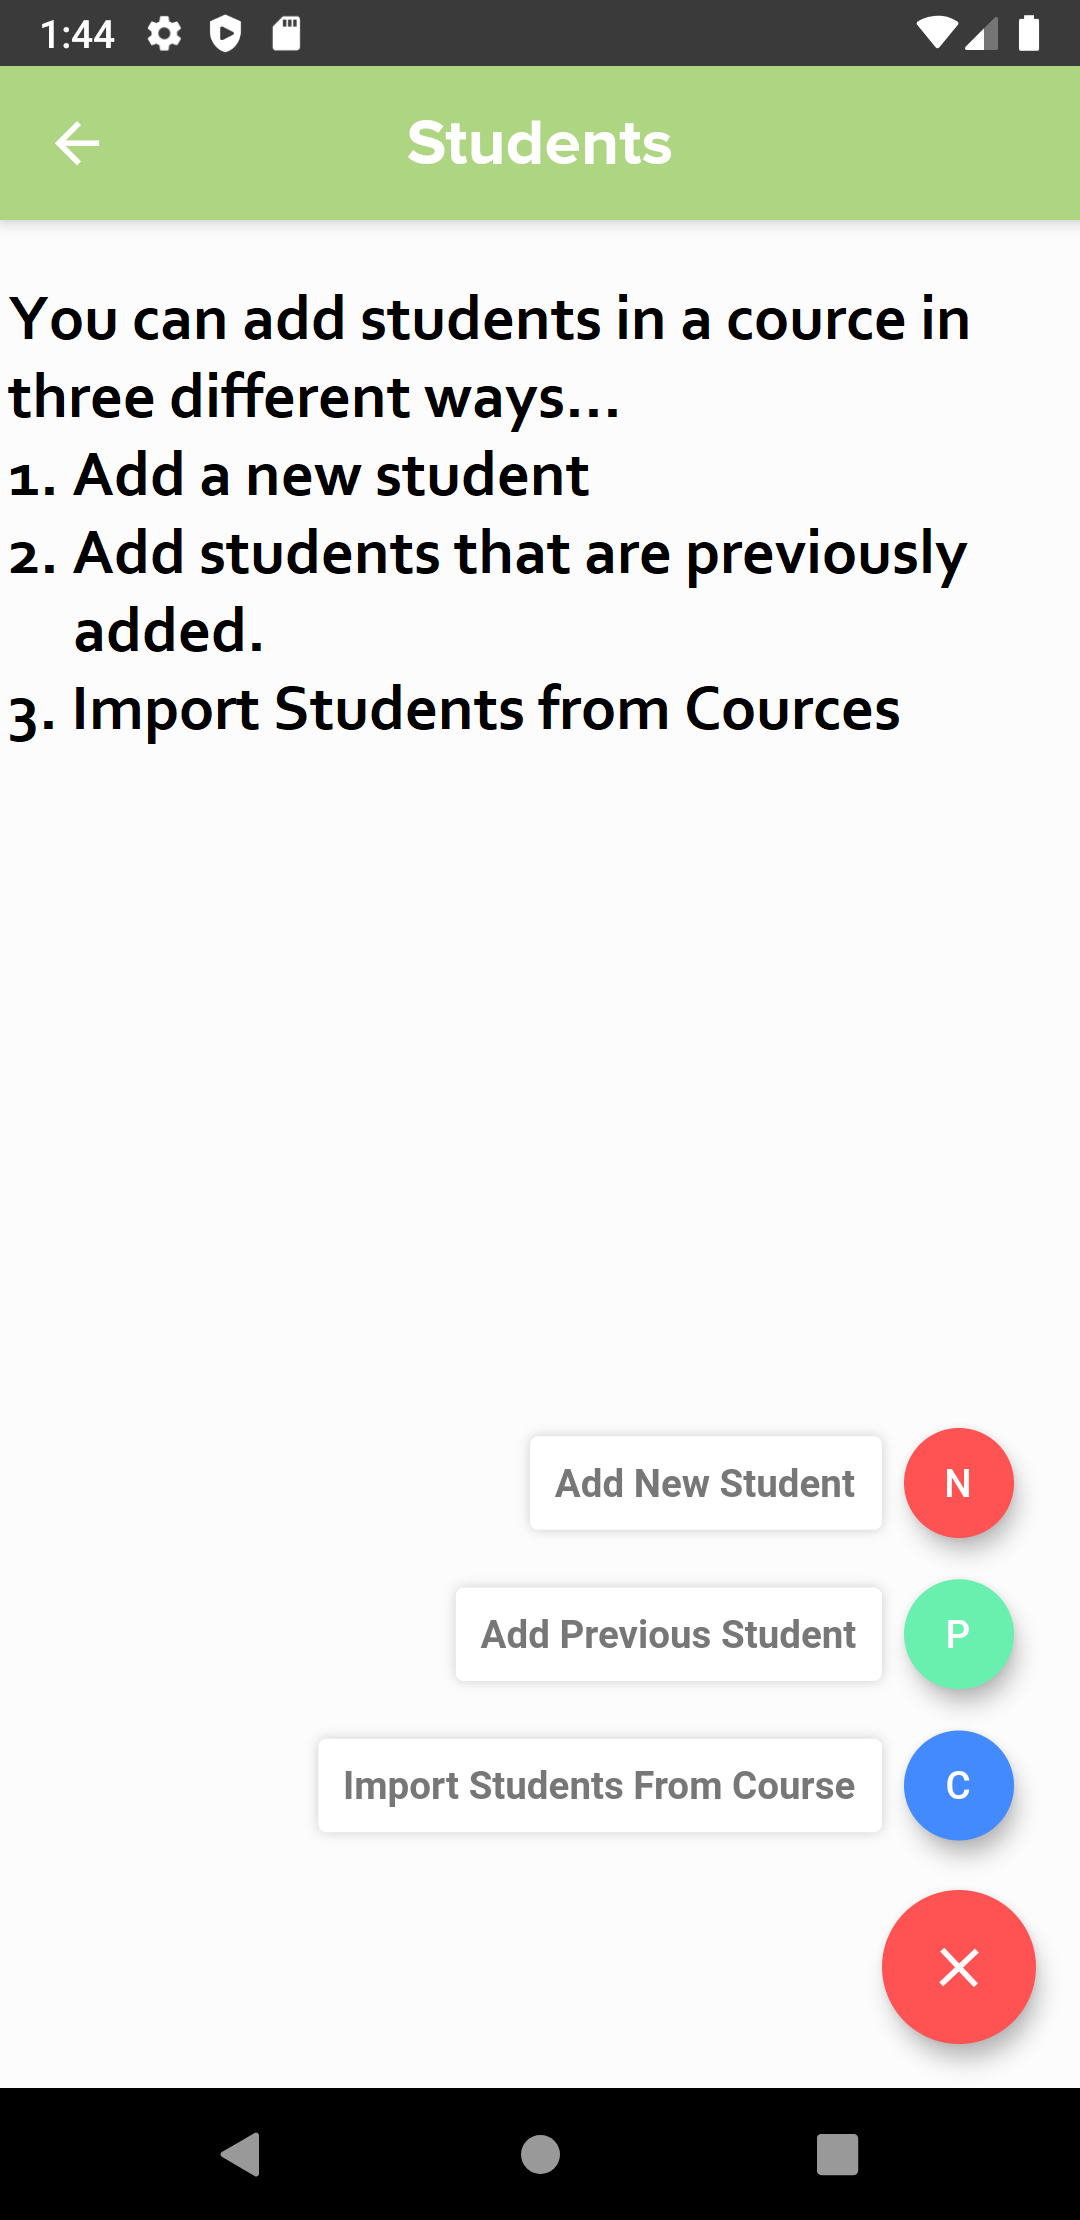 1:44
Students
You can add students in a cource in
three different ways...
1. Add a new student
2. Add students that are previously
added.
3. Import Students from Cources
Add New Student N
Add Previous Student P
Import Students From Course C